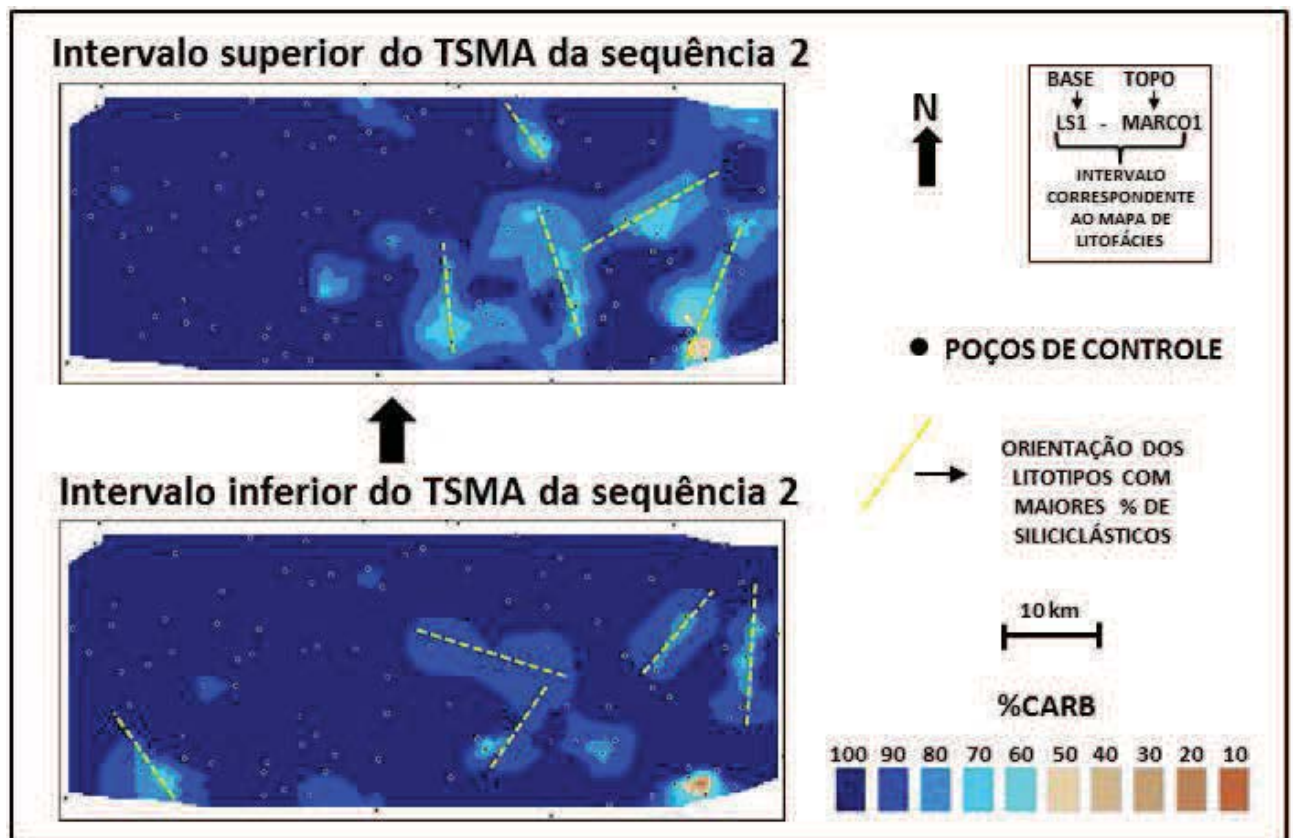 Intervalo superior do TSMA da sequência 2
N
BASE TOPO
LS1 - MARCO1
INTERVALO
CORRESPONDENTE
AO MAPA DE
LITOFÁCIES
POÇOS DE CONTROLE
Intervalo inferior do TSMA da sequência 2
ORIENTAÇÃO DOS
LITOTIPOS COM
MAIORES % DE
SILICICLÁSTICOS
10 km
%CARB
100 90 80 70 60 50 40 30 20 10